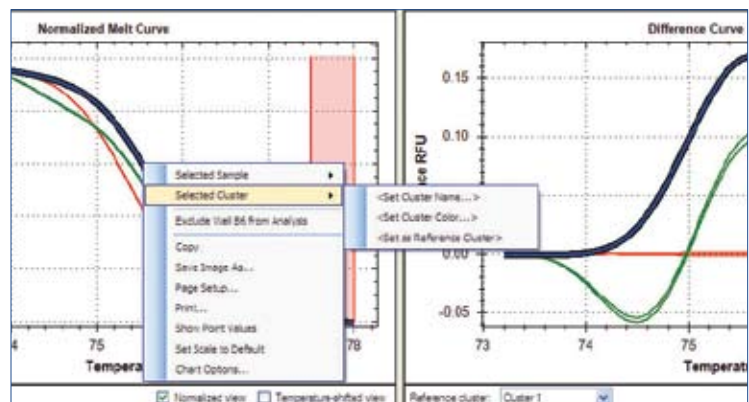 Normalized Melt Curve
Selected Sample
Selected Cluster
Exclude Well B6 from Analysis
Copy
Save Image As...
Page Setup...
Print...
Show Point Values
Set Scale to Default
Chart Options...
<Set Cluster Name...>
<Set Cluster Color...>
<Set as Reference Cluster>
4 75 78
Tempera
Normalized view Temperature-shifted view
Difference Curve
0.15
0.10
0.00
-0.05
ce RFU
73 74 75
Temperat
Reference cluster: Cluster 1